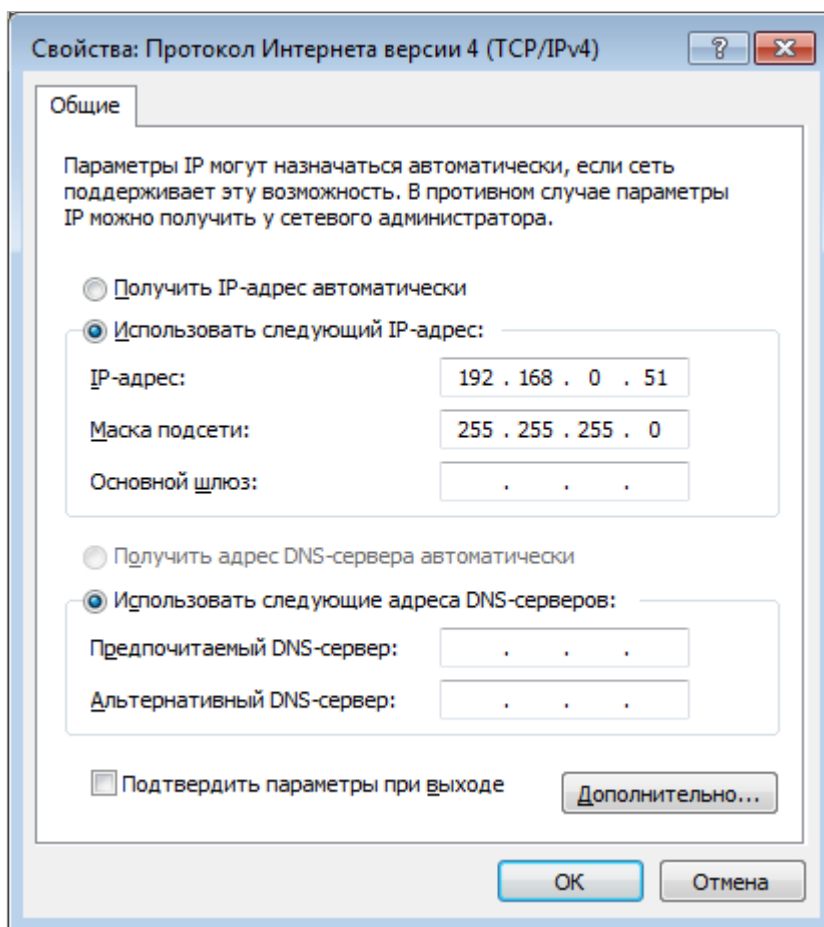 Свойства: Протокол Интернета версии 4 (TCP/IPv4)
Общие
Параметры IP могут назначаться автоматически, если сеть
поддерживает эту возможность. В противном случае параметры
IP можно получить у сетевого администратора.
Получить IP-адрес автоматически
Использовать следующий IP-адрес:
IP-адрес: 192 . 168 . 0 . 51
Маска подсети: 255 . 255 . 255 . 0
Основной шлюз: . . .
Получить адрес DNS-сервера автоматически
Использовать следующие адреса DNS-серверов:
Предпочитаемый DNS-сервер: . . .
Альтернативный DNS-сервер: . . .
Подтвердить параметры при выходе
Дополнительно...
ОК Отмена